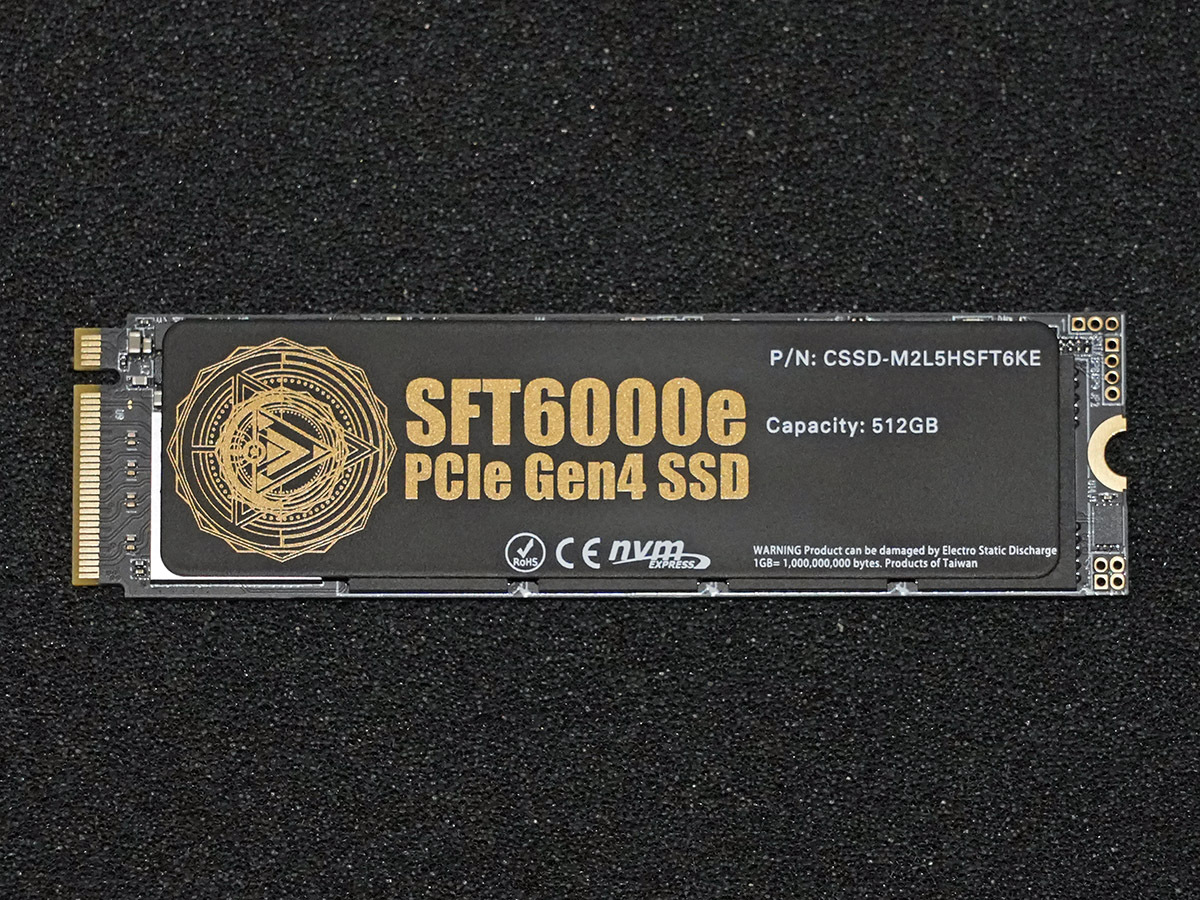 SFT6000e
PCIe Gen4 SSD
P/N: CSSD-M2L5HSFT6KE
Capacity: 512GB
RoHS
CE
nvm
EXPRESS
WARNING Product can be damaged by Electro Static Discharge
1GB= 1,000,000,000 bytes. Products of Taiwan